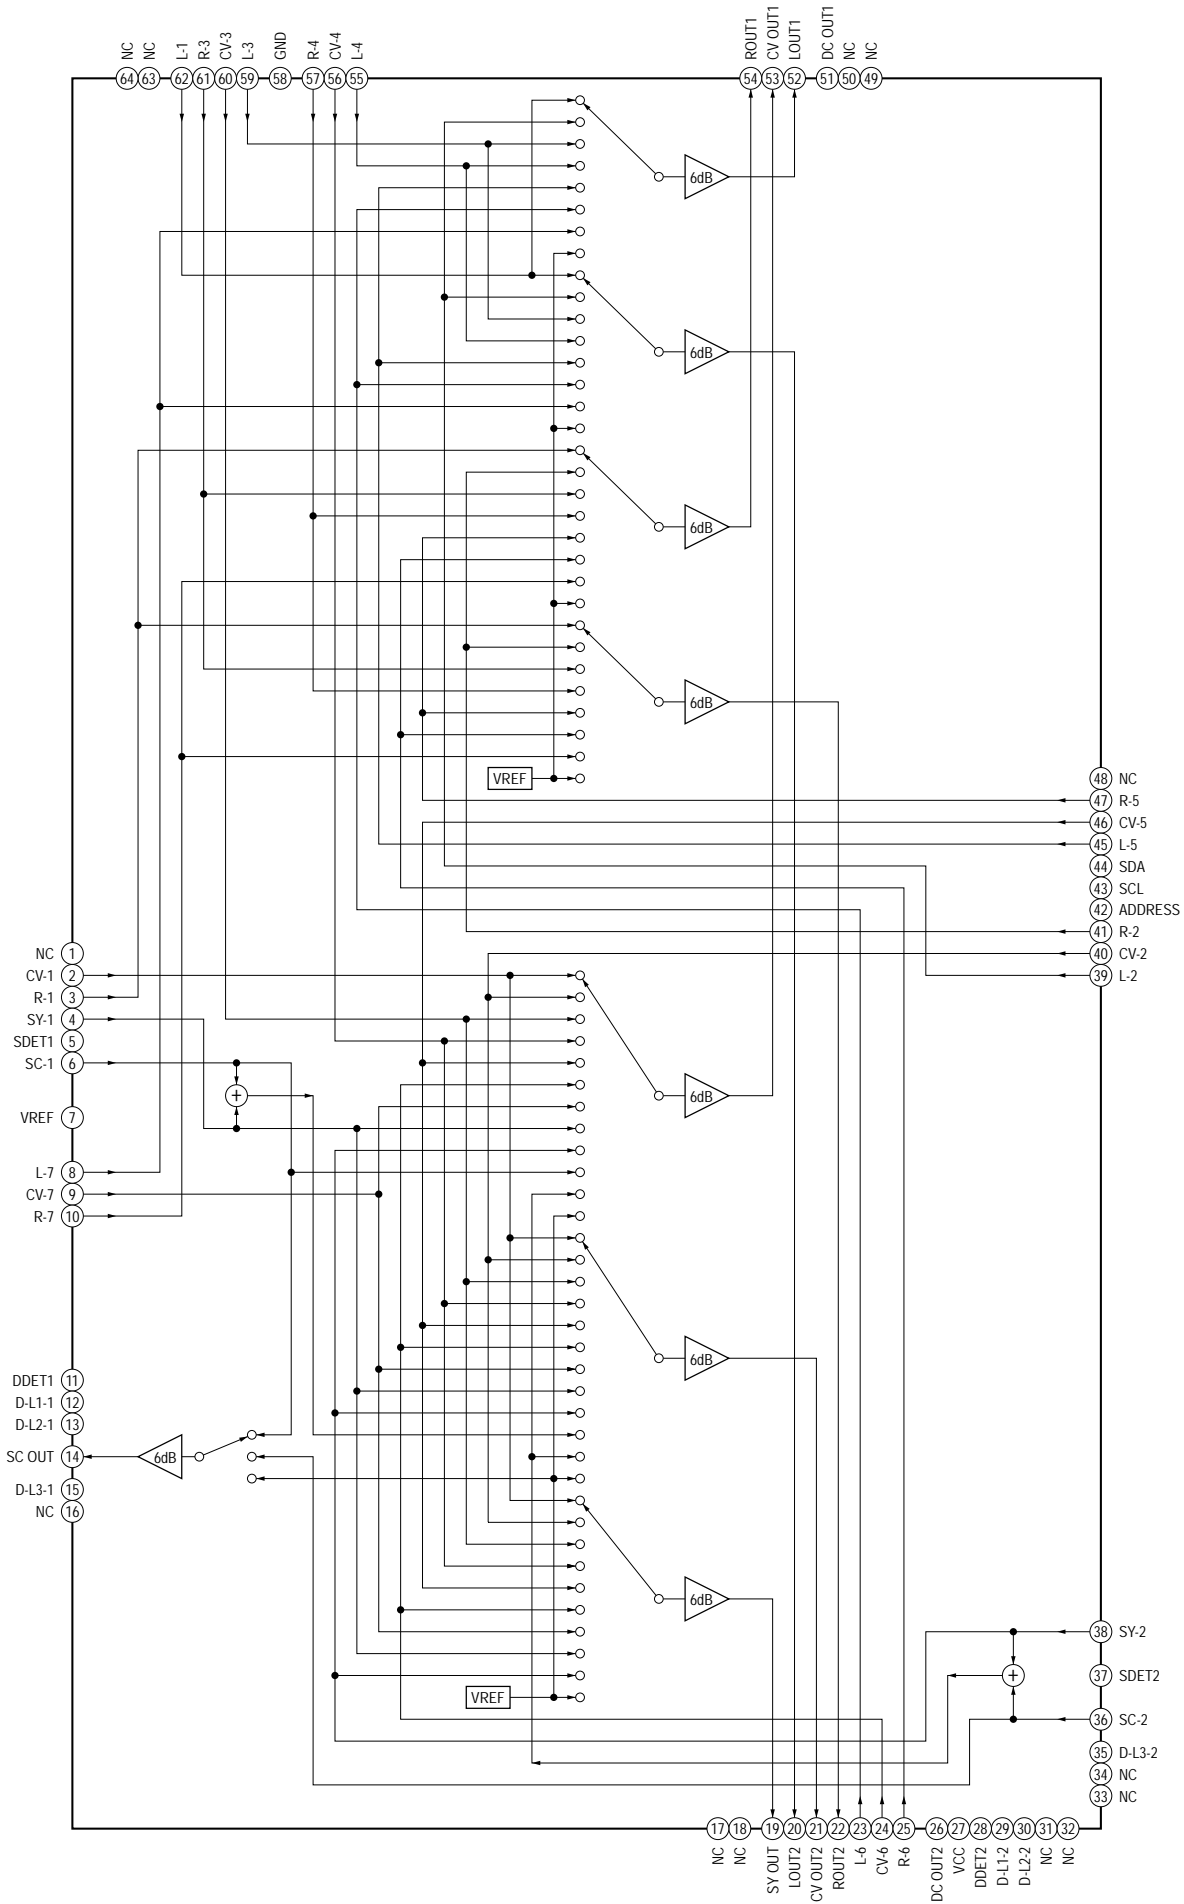 NC
NC
L-1
R-3
CV-3
L-3
GND
R-4
CV-4
L-4
ROUT1
CV OUT1
LOUT1
DC OUT1
NC
NC
64
63
62
61
60
59
58
57
56
55
54
53
52
51
50
49
6dB
6dB
6dB
6dB
VREF
48 NC
47 R-5
46 CV-5
45 L-5
44 SDA
43 SCL
42 ADDRESS
41 R-2
40 CV-2
39 L-2
NC 1
CV-1 2
R-1 3
SY-1 4
SDET1 5
SC-1 6
+
6dB
VREF 7
L-7 8
CV-7 9
R-7 10
6dB
DDET1 11
D-L1-1 12
D-L2-1 13
SC OUT 14
6dB
D-L3-1 15
NC 16
6dB
VREF
38 SY-2
+
37 SDET2
36 SC-2
35 D-L3-2
34 NC
33 NC
17
18
19
20
21
22
23
24
25
26
27
28
29
30
31
32
NC
NC
SY OUT
LOUT2
CV OUT2
ROUT2
L-6
CV-6
R-6
DC OUT2
VCC
DDET2
D-L1-2
D-L2-2
NC
NC